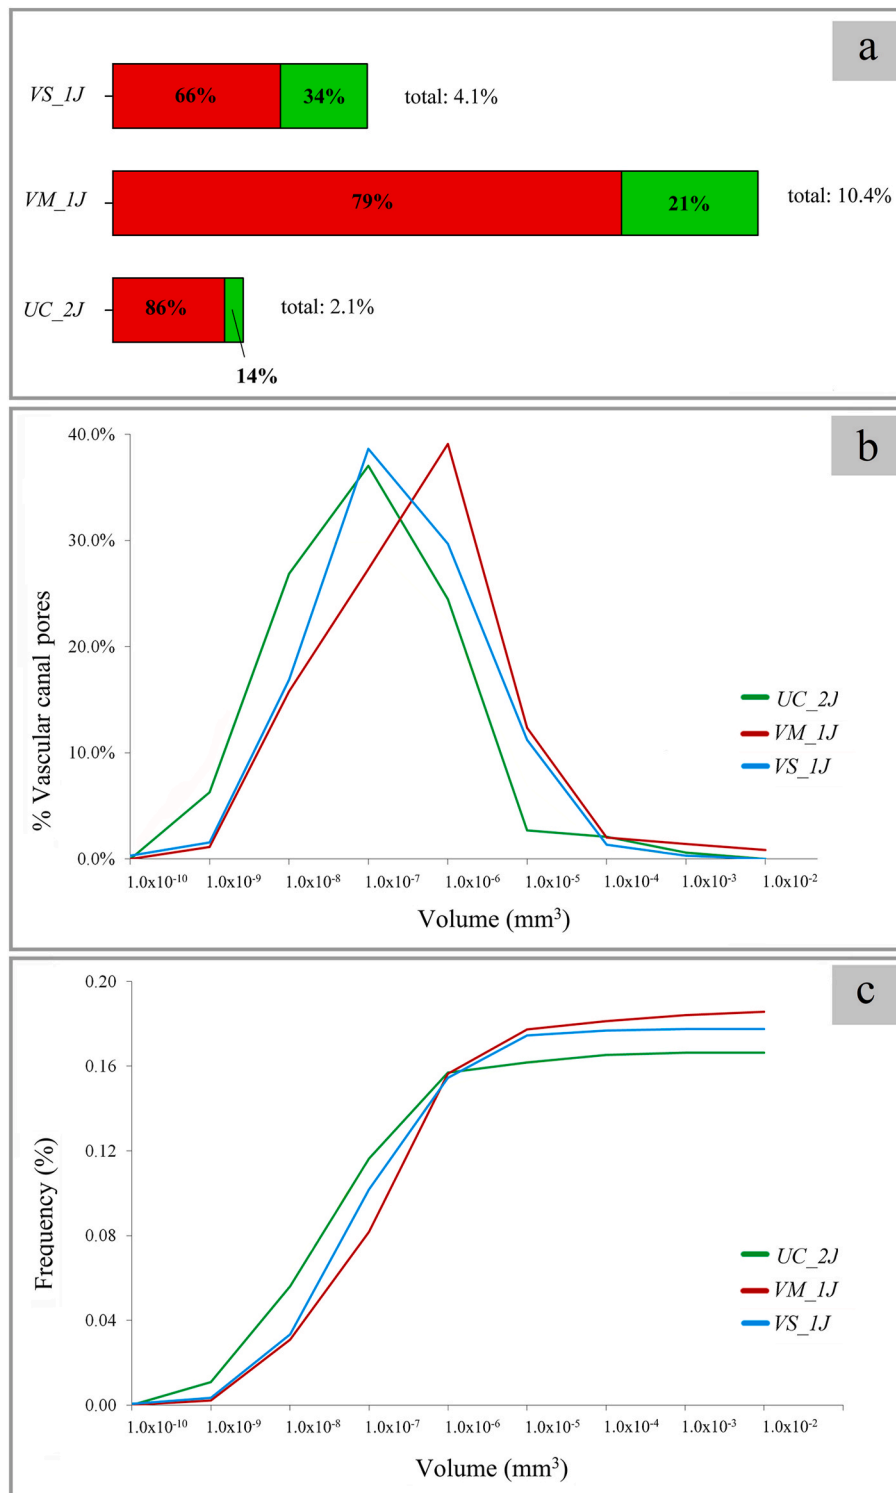 a
VS_1J 66% 34% total: 4.1%
VM_1J 79% 21% total: 10.4%
UC_2J 86% total: 2.1%
14%
b
% Vascular canal pores
40.0%
30.0%
20.0%
10.0%
0.0%
1.0x10⁻¹⁰ 1.0x10⁻⁹ 1.0x10⁻⁸ 1.0x10⁻⁷ 1.0x10⁻⁶ 1.0x10⁻⁵ 1.0x10⁻⁴ 1.0x10⁻³ 1.0x10⁻²
Volume (mm³)
UC_2J
VM_1J
VS_1J
c
Frequency (%)
0.20
0.16
0.12
0.08
0.04
0.00
1.0x10⁻¹⁰ 1.0x10⁻⁹ 1.0x10⁻⁸ 1.0x10⁻⁷ 1.0x10⁻⁶ 1.0x10⁻⁵ 1.0x10⁻⁴ 1.0x10⁻³ 1.0x10⁻²
Volume (mm³)
UC_2J
VM_1J
VS_1J